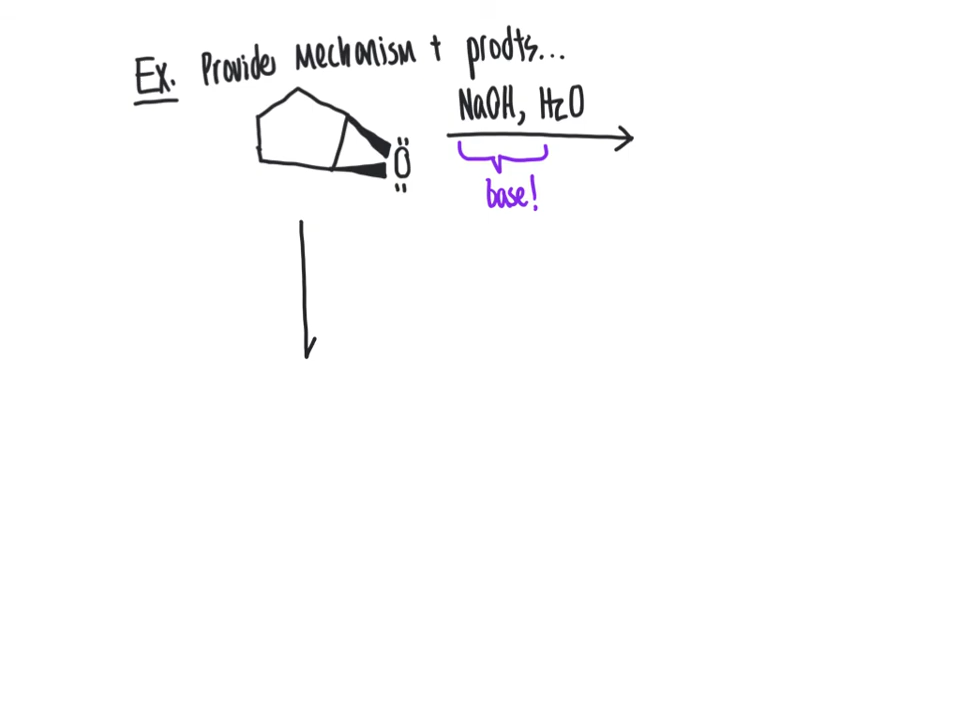 Ex. Provide mechanism + prodts...
NaOH, H2O
O
base!